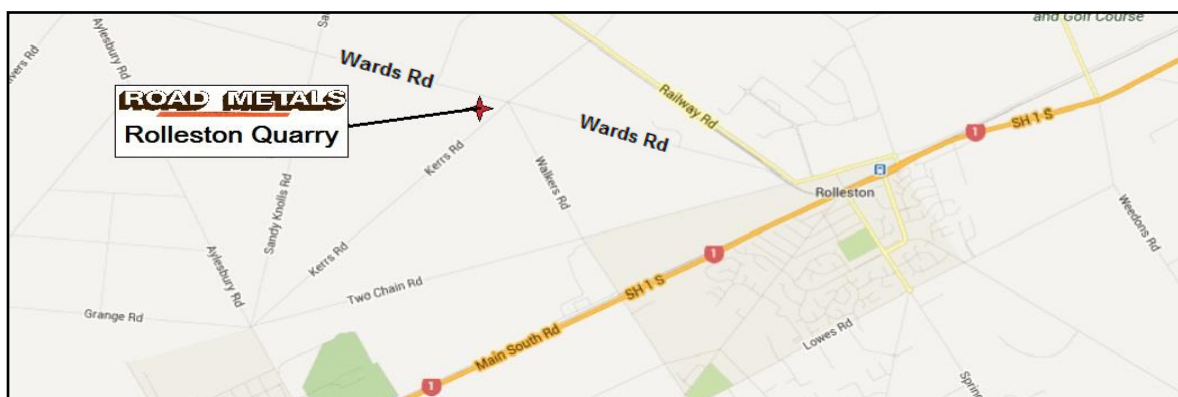 and Golf Course
Aylesbury Rd
Wards Rd
ROAD METALS
Rolleston Quarry
Railway Rd
Wards Rd
SH 1 S
1
Kerrs Rd
Walkers Rd
Rolleston
Weedons Rd
Sandy Knolls Rd
Kerrs Rd
Aylesbury Rd
1
Two Chain Rd
SH 1 S
Grange Rd
Main South Rd
Lowes Rd
1